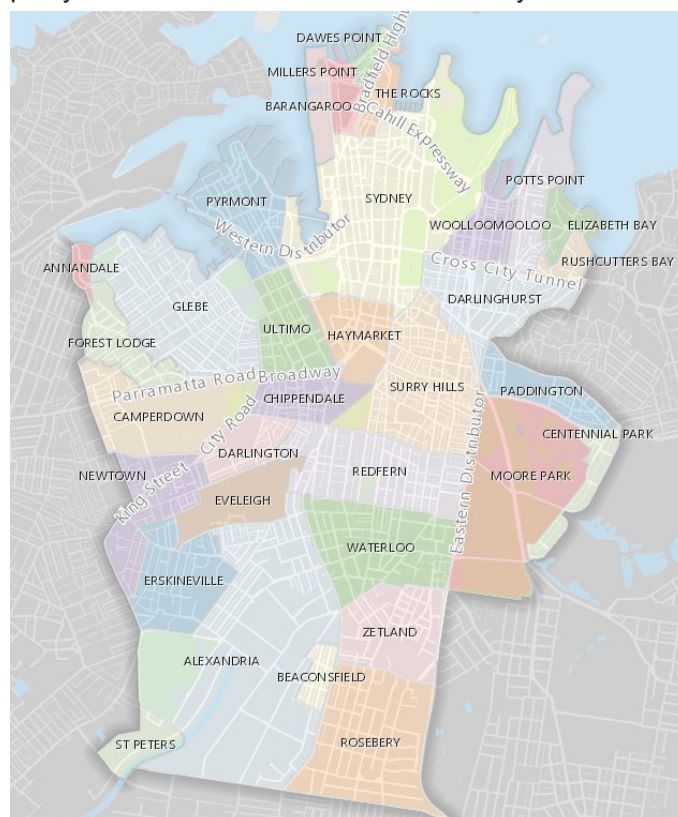 DAWES POINT
Bradfield High
MILLERS POINT
THE ROCKS
BARANGAROO
Cahill Expressway
POTTS POINT
SYDNEY
PYRMONT
WOOLLOOMOOLOO
ELIZABETH BAY
Western Distributor
RUSHCUTTERS BAY
Cross City Tunnel
ANNANDALE
DARLINGHURST
GLEBE
ULTIMO
HAYMARKET
FOREST LODGE
Parramatta Road
Broadway
SURRY HILLS
PADDINGTON
CHIPPENDALE
CAMPERDOWN
City Road
CENTENNIAL PARK
DARLINGTON
REDFERN
MOORE PARK
NEWTOWN
King Street
EVELEIGH
Eastern Distributor
WATERLOO
ERSKINEVILLE
ZETLAND
ALEXANDRIA
BEACONSFIELD
ST PETERS
ROSEBERY